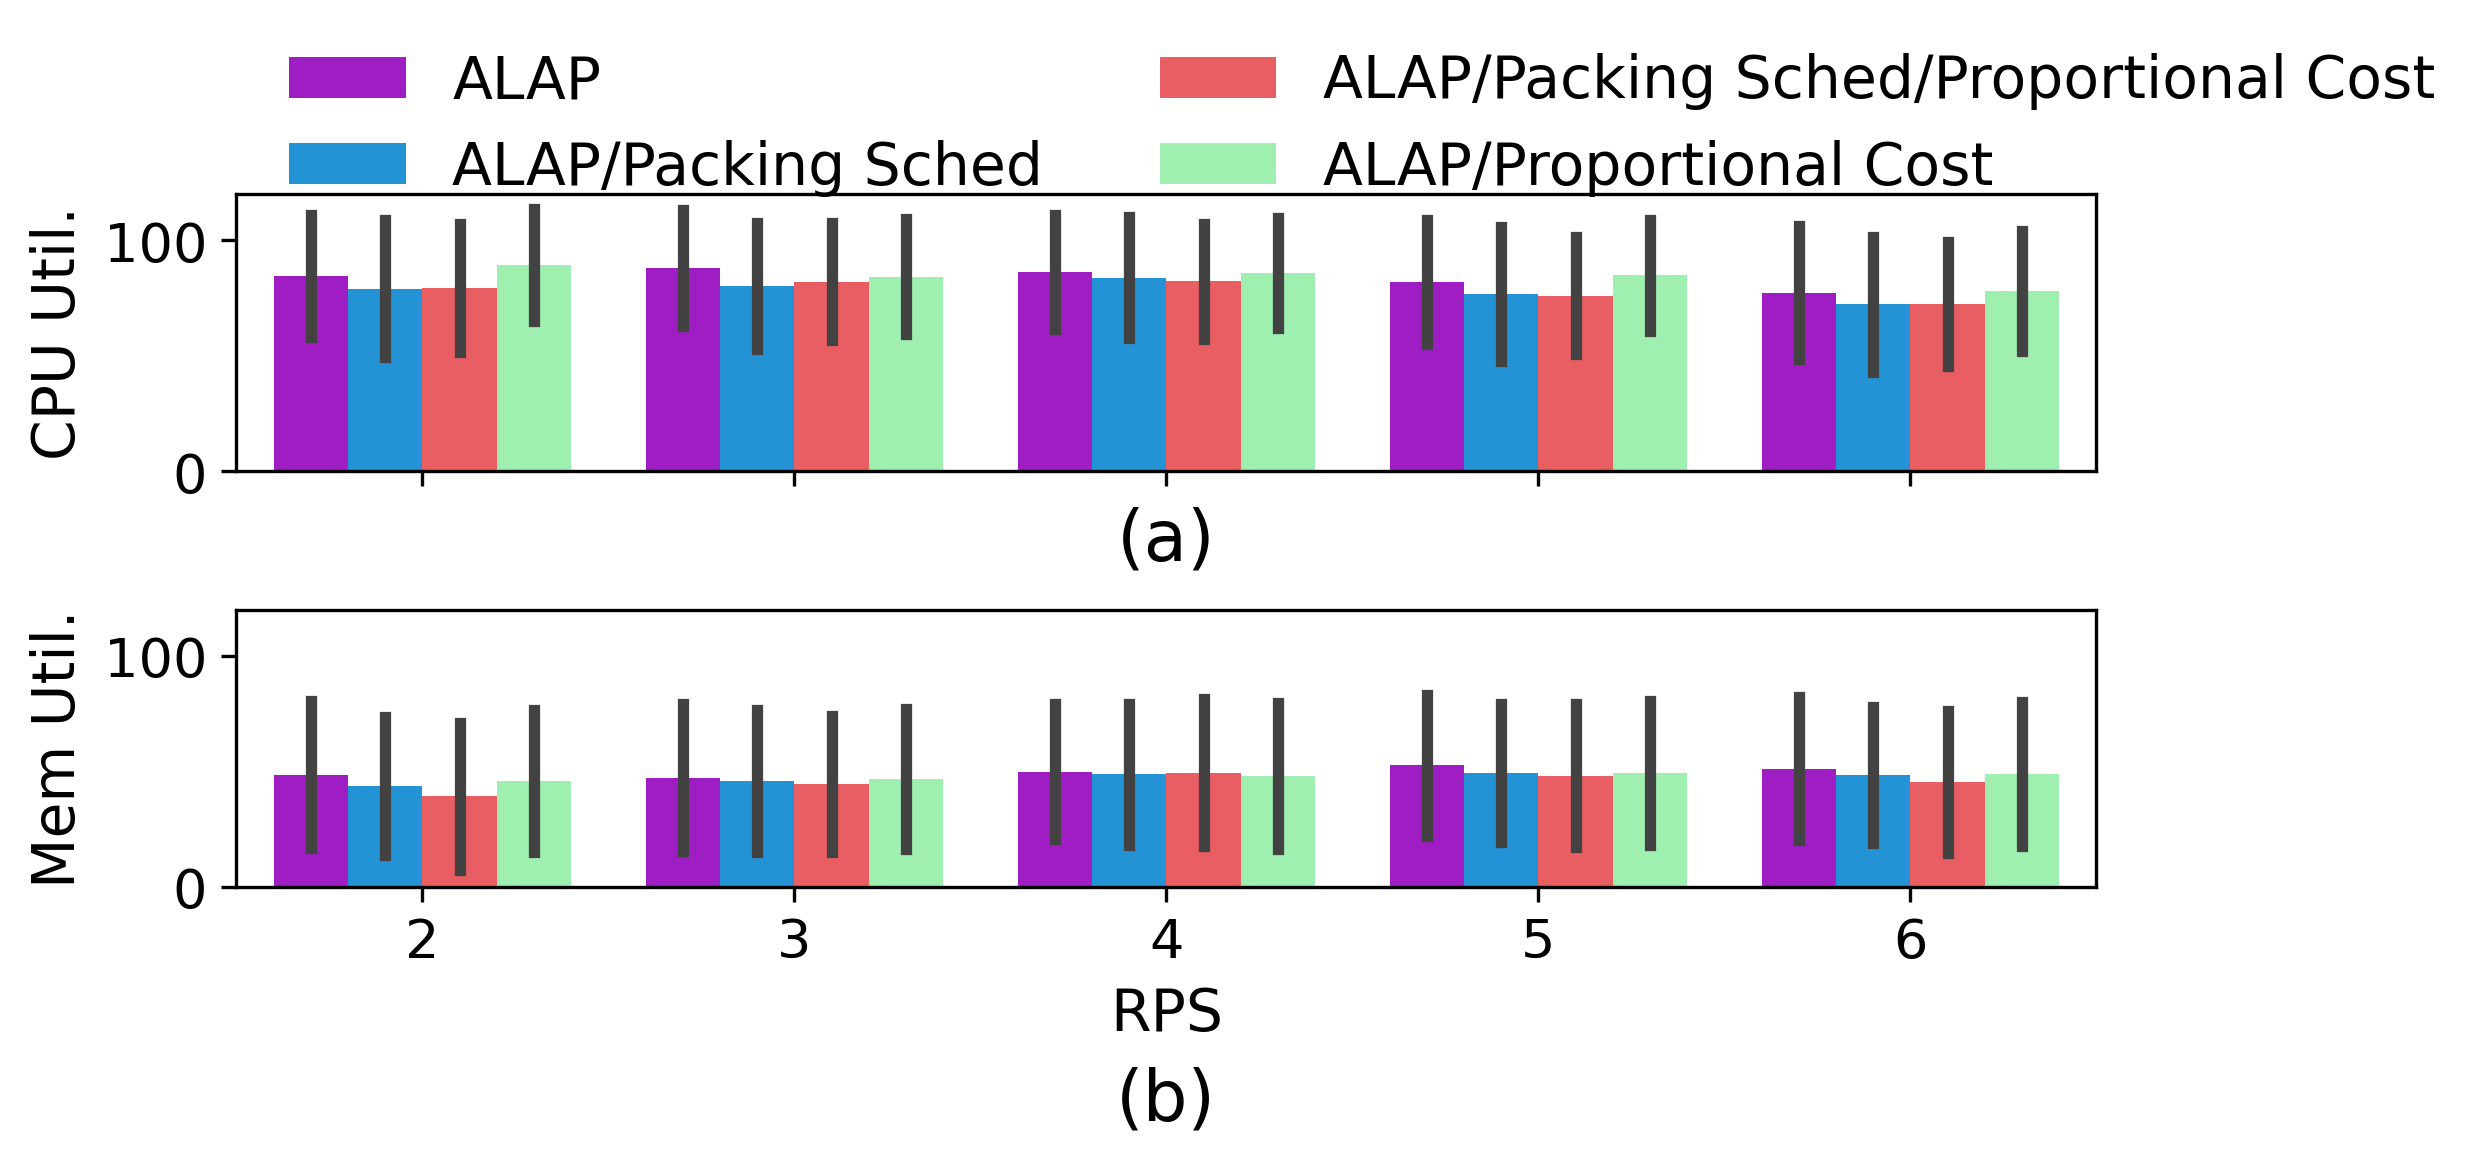 ALAP
ALAP/Packing Sched
ALAP/Packing Sched/Proportional Cost
ALAP/Proportional Cost
CPU Util.
100
0
(a)
Mem Util.
100
0
2 3 4 5 6
RPS
(b)